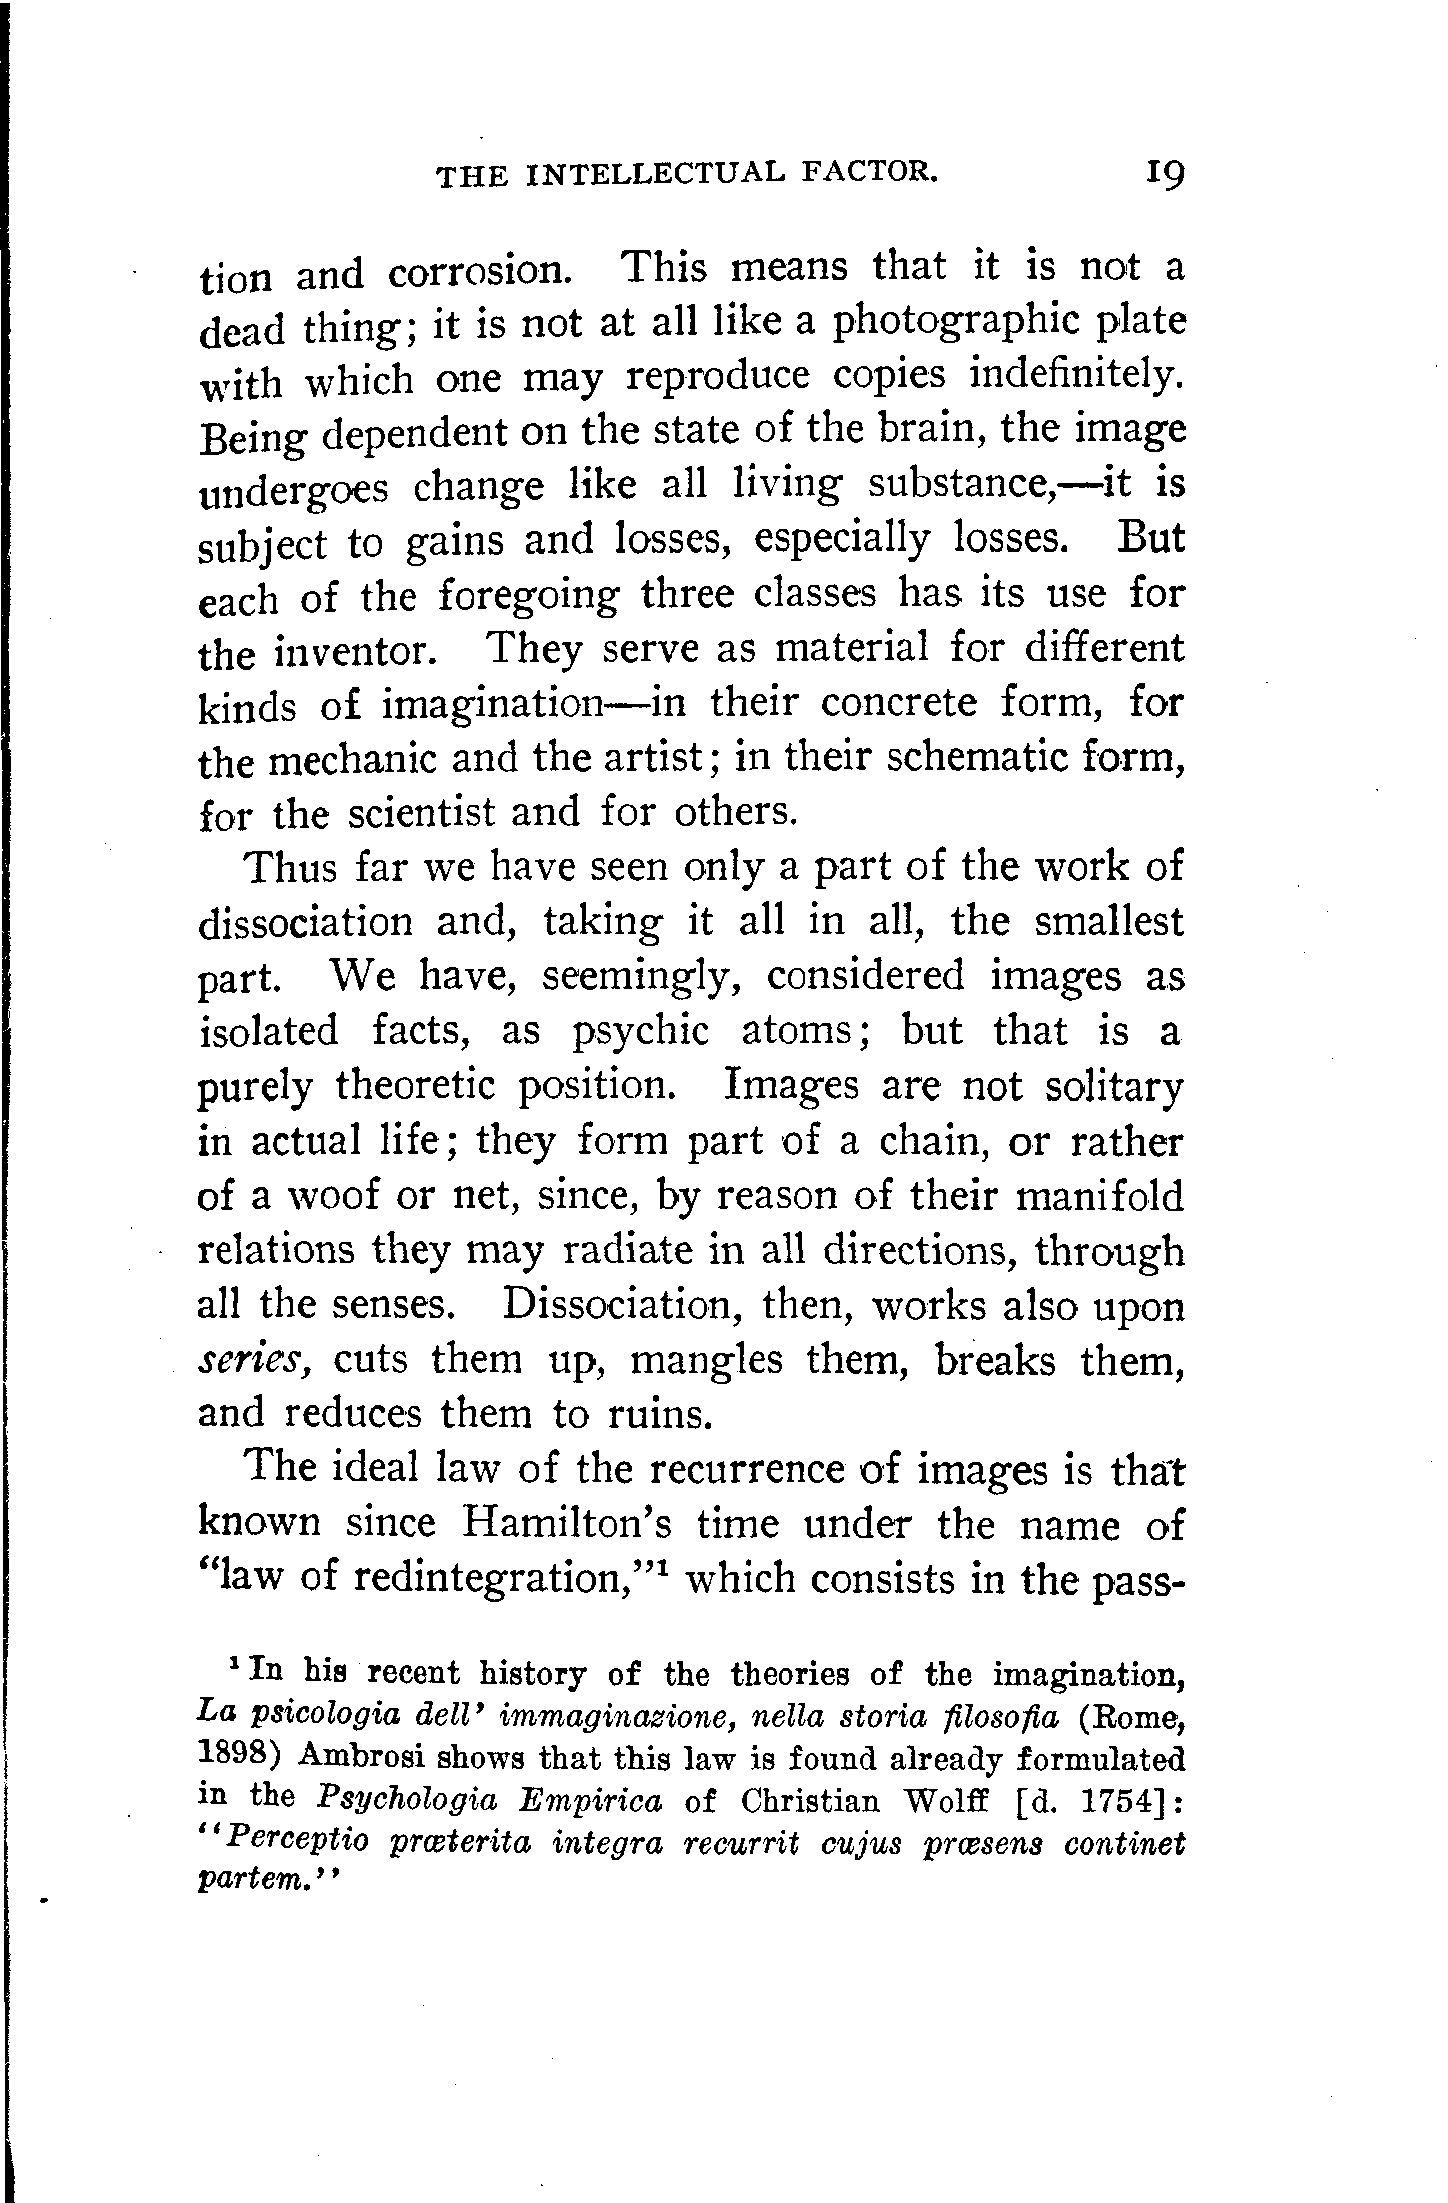 THE INTELLECTUAL FACTOR. 19
tion and corrosion. This means that it is not a
dead thing; it is not at all like a photographic plate
with which one may reproduce copies indefinitely.
Being dependent on the state of the brain, the image
undergoes change like all living substance,—it is
subject to gains and losses, especially losses. But
each of the foregoing three classes has its use for
the inventor. They serve as material for different
kinds of imagination—in their concrete form, for
the mechanic and the artist; in their schematic form,
for the scientist and for others.
Thus far we have seen only a part of the work of
dissociation and, taking it all in all, the smallest
part. We have, seemingly, considered images as
isolated facts, as psychic atoms; but that is a
purely theoretic position. Images are not solitary
in actual life; they form part of a chain, or rather
of a woof or net, since, by reason of their manifold
relations they may radiate in all directions, through
all the senses. Dissociation, then, works also upon
series, cuts them up, mangles them, breaks them,
and reduces them to ruins.
The ideal law of the recurrence of images is that
known since Hamilton's time under the name of
“law of redintegration,”¹ which consists in the pass-
¹ In his recent history of the theories of the imagination,
La psicologia dell' immaginazione, nella storia filosofia (Rome,
1898) Ambrosi shows that this law is found already formulated
in the Psychologia Empirica of Christian Wolff [d. 1754]:
“Perceptio præterita integra recurrit cujus præsens continet
partem.”